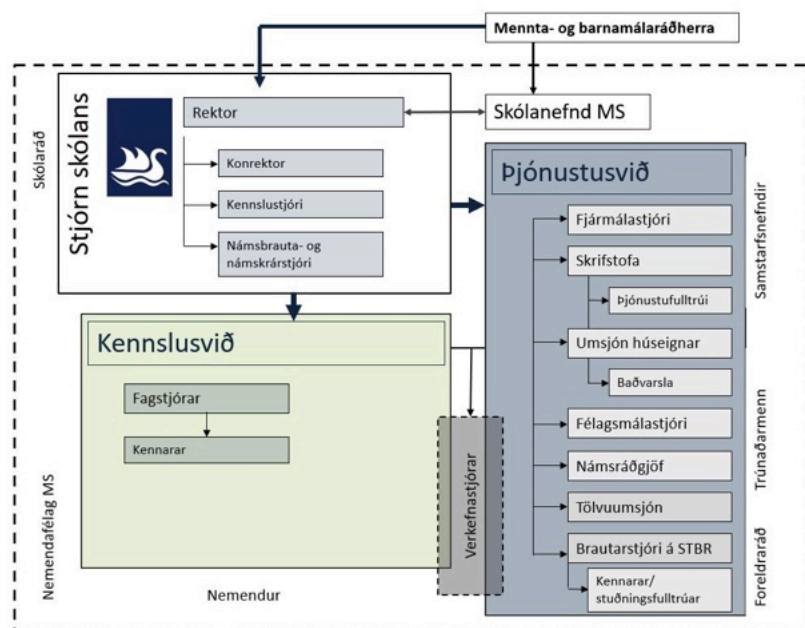 Mennta- og barnamálaráðherra
Skólaráð
Stjórn skólans
Rektor
Konrektor
Kennslustjóri
Námsbrauta- og
námskrárstjóri
Skólanefnd MS
Þjónustusvið
Fjármálastjóri
Skrifstofa
Þjónustufulltrúi
Umsjón húseignar
Baðvarsla
Félagsmálastjóri
Námsráðgjöf
Tölvuumsjón
Brautarstjóri á STBR
Kennarar/
stuðningsfulltrúar
Samstarfsnefndir
Trúnaðarmenn
Foreldraráð
Kennslusvið
Fagstjórar
Kennarar
Verkefnastjórar
Nemendafélag MS
Nemendur